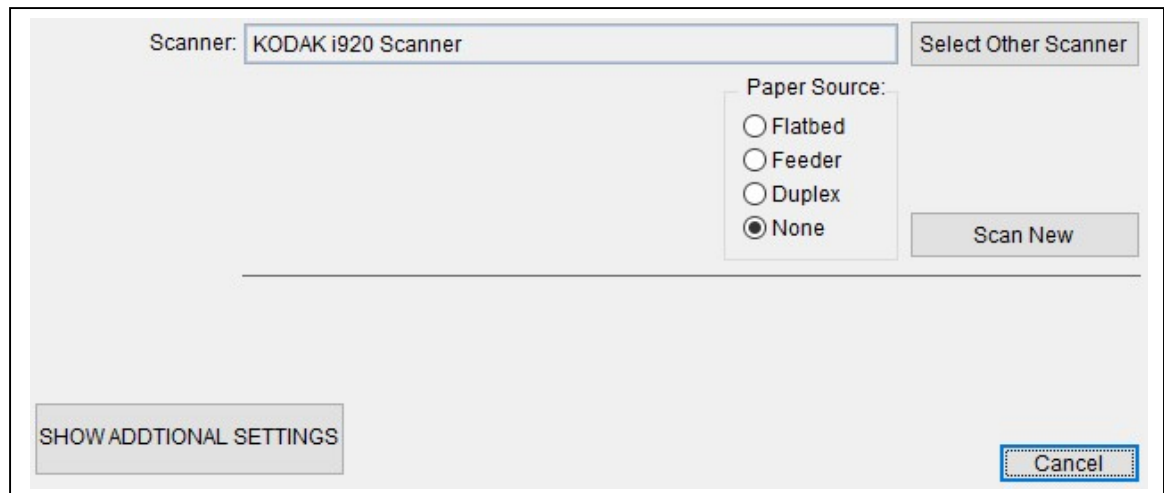 Scanner: KODAK i920 Scanner Select Other Scanner
Paper Source:
Flatbed
Feeder
Duplex
None
Scan New
SHOW ADDTIONAL SETTINGS
Cancel